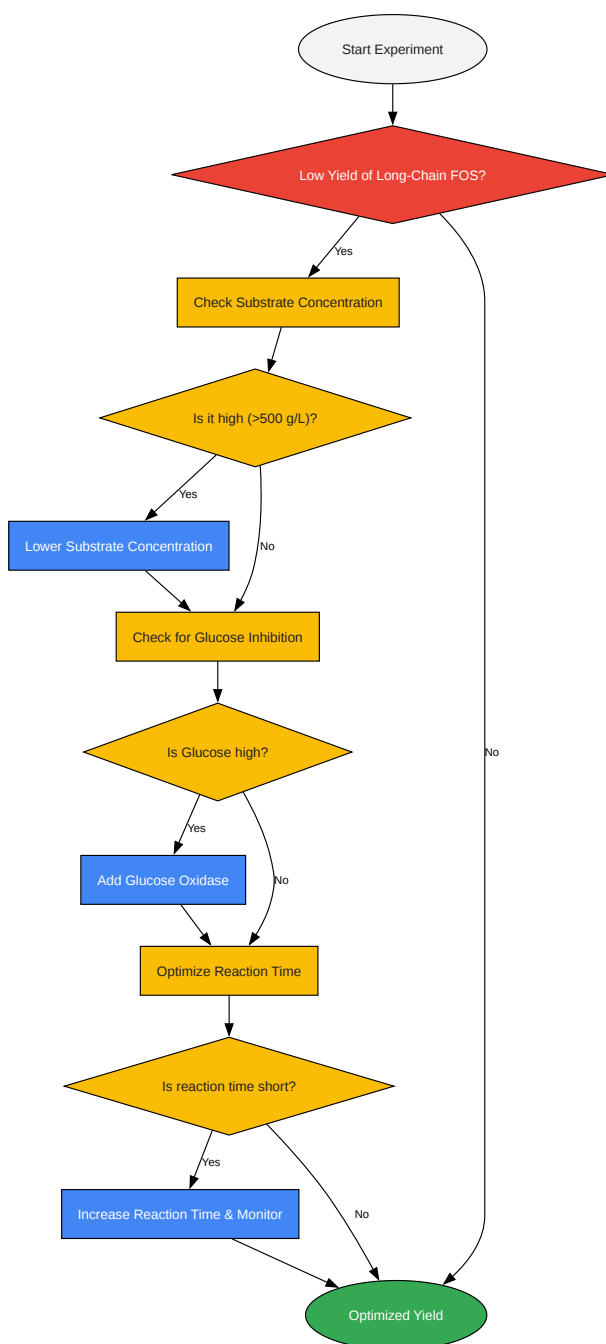 Start Experiment
Low Yield of Long-Chain FOS?
Yes
Check Substrate Concentration
Is it high (>500 g/L)?
Yes
Lower Substrate Concentration
No
Check for Glucose Inhibition
Is Glucose high?
No
Yes
Add Glucose Oxidase
No
Optimize Reaction Time
Is reaction time short?
Yes
Increase Reaction Time & Monitor
No
Optimized Yield